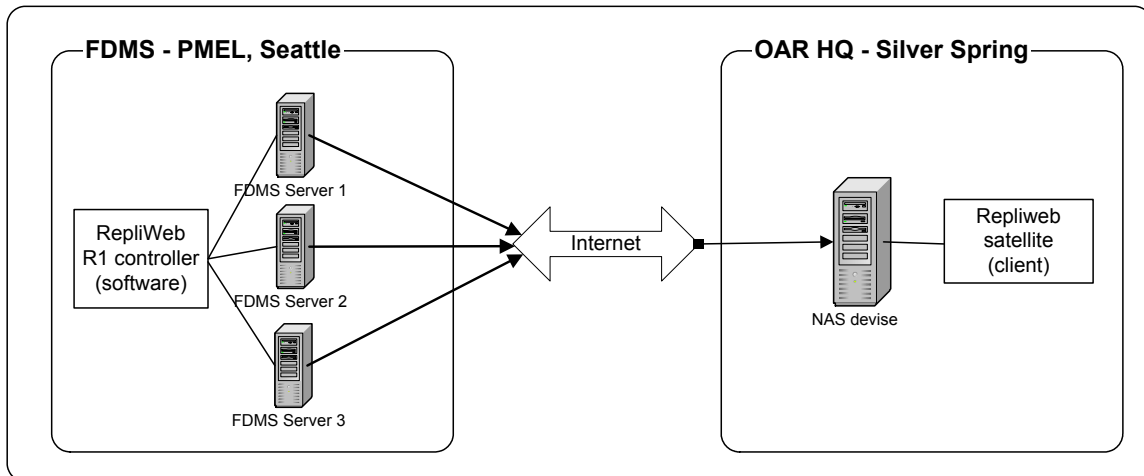 FDMS - PMEL, Seattle
FDMS Server 1
RepliWeb
R1 controller
(software)
FDMS Server 2
FDMS Server 3
Internet
OAR HQ - Silver Spring
NAS devise
Repliweb
satellite
(client)